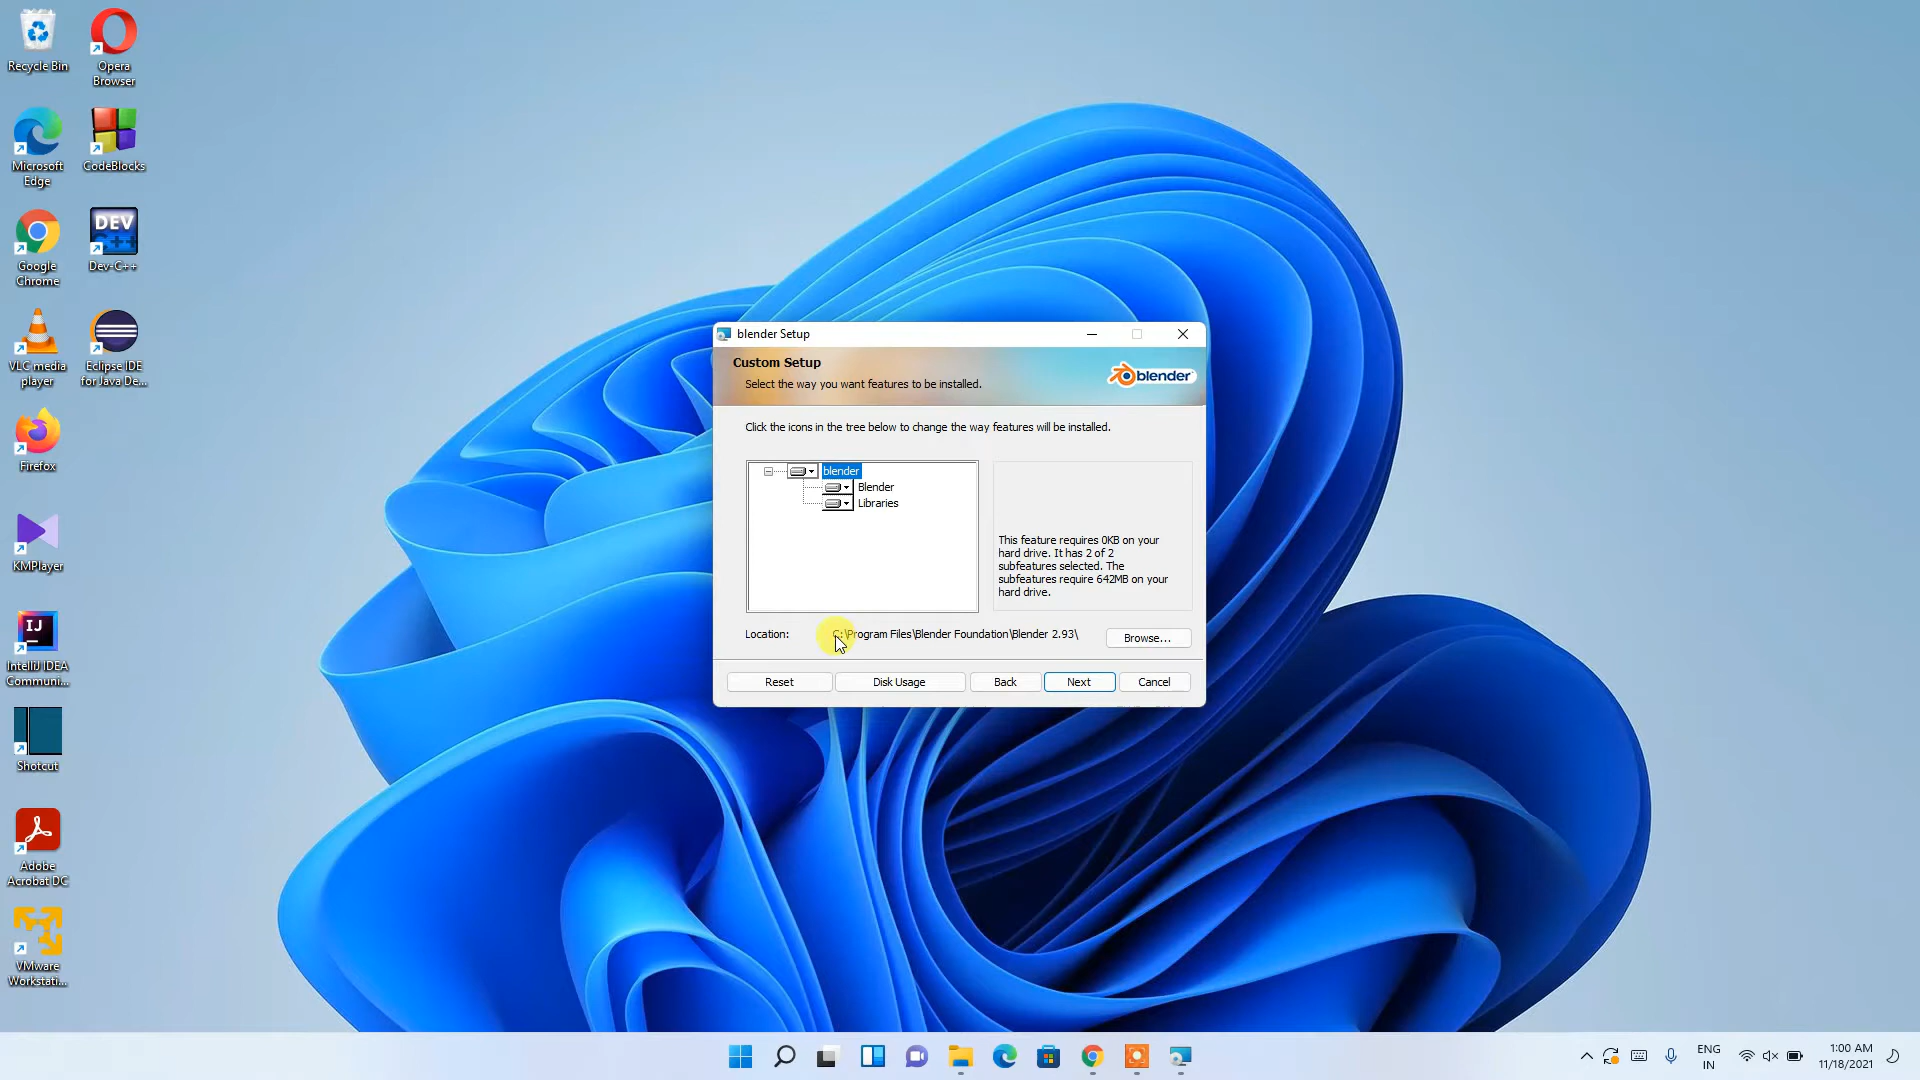 Recycle Bin
Opera
Browser
Microsoft
Edge
CodeBlocks
Google
Chrome
DEV
C++
Dev-C++
VLC media
player
Eclipse IDE
for Java De...
Firefox
KMPlayer
IJ
IntelliJ IDEA
Communi...
Shotcut
Adobe
Acrobat DC
VMware
Workstati...
blender Setup
Custom Setup
Select the way you want features to be installed.
blender
Click the icons in the tree below to change the way features will be installed.
blender
Blender
Libraries
This feature requires 0KB on your
hard drive. It has 2 of 2
subfeatures selected. The
subfeatures require 642MB on your
hard drive.
Location: C:\Program Files\Blender Foundation\Blender 2.93\
Browse...
Reset
Disk Usage
Back
Next
Cancel
ENG
IN
1:00 AM
11/18/2021